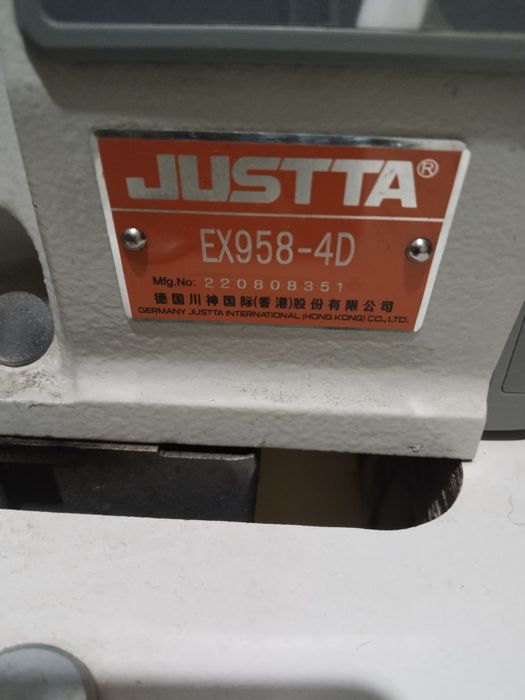 JUSTTA®
EX958-4D
Mfg.No: 220808351
德国川神国际(香港)股份有限公司
GERMANY JUSTTA INTERNATIONAL (HONG KONG) CO., LTD.